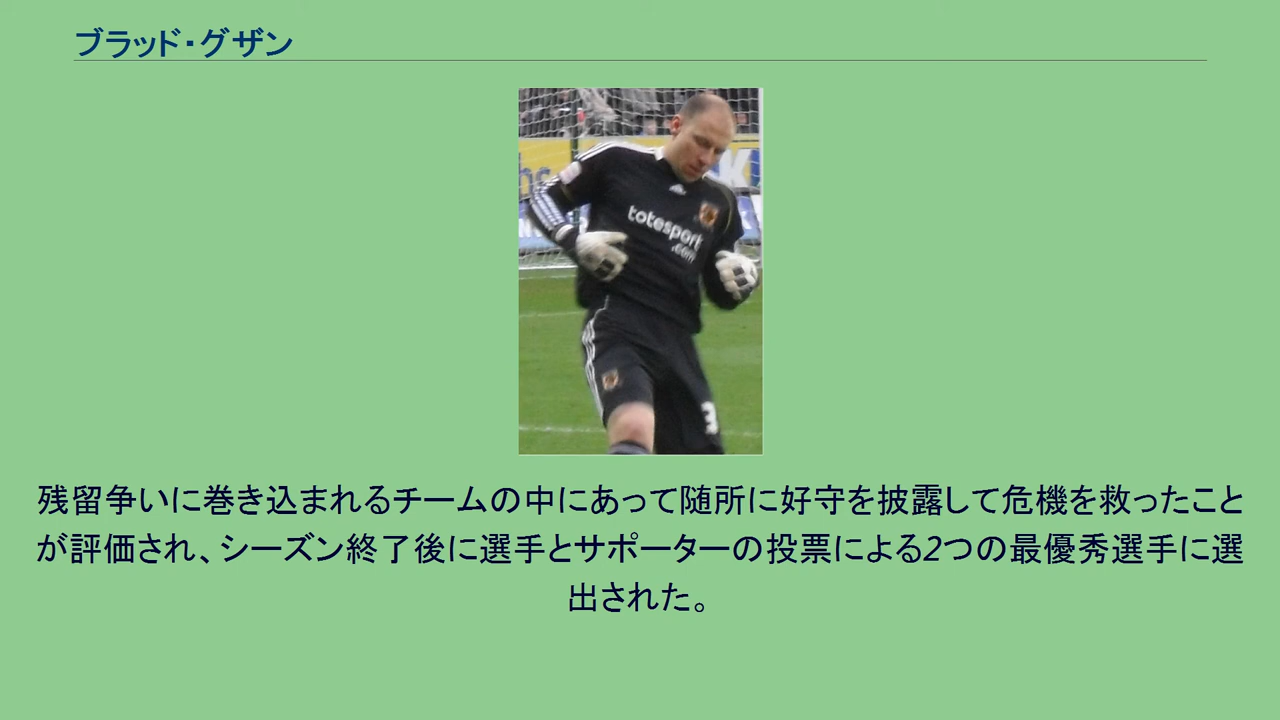 ブラッド・グザン
totesport
.com
3
残留争いに巻き込まれるチームの中にあって随所に好守を披露して危機を救ったこと
が評価され、シーズン終了後に選手とサポーターの投票による2つの最優秀選手に選
出された。